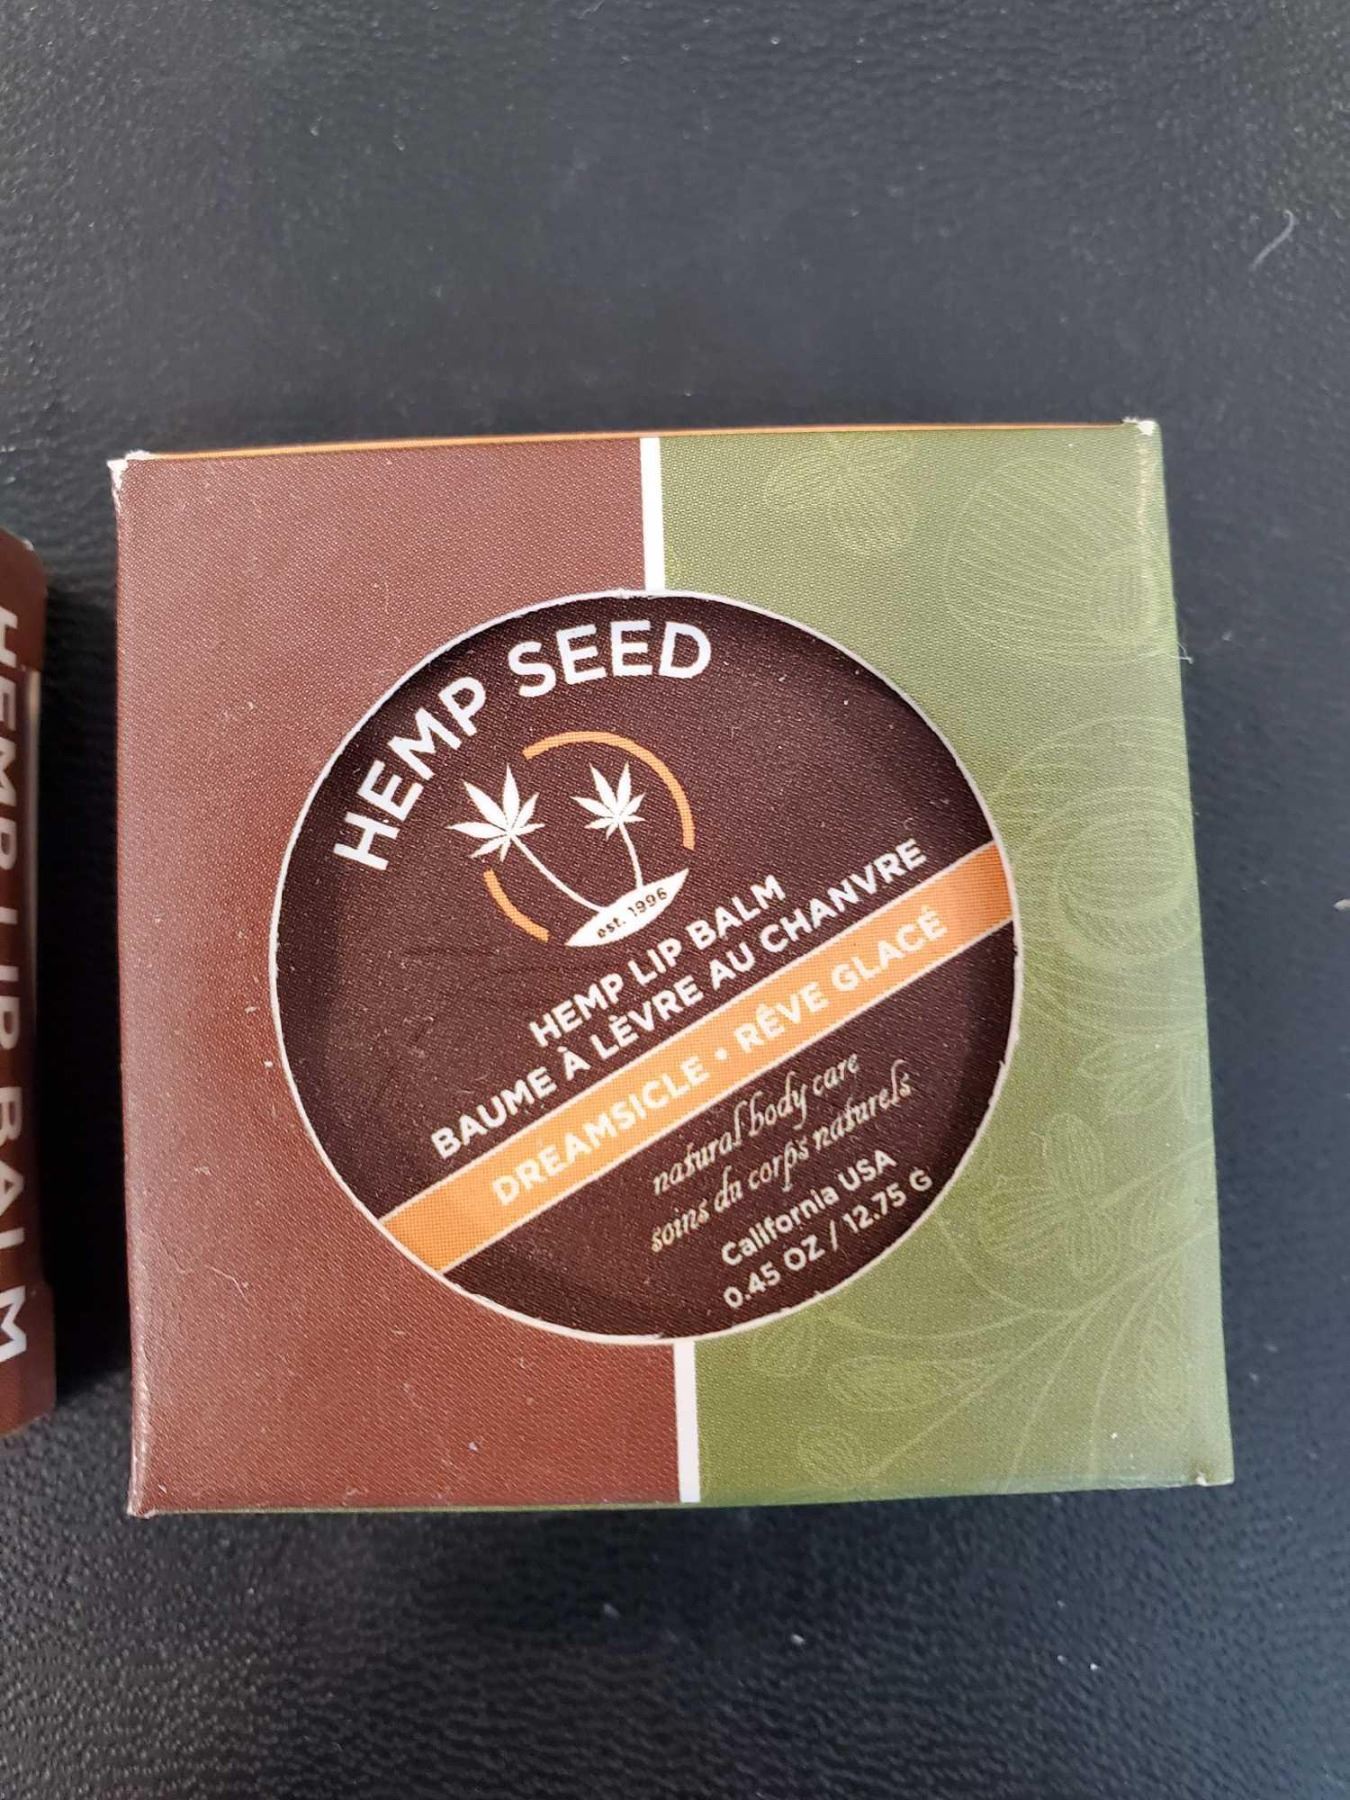 HEMP SEED
est. 1996
HEMP LIP BALM
BAUME À LÈVRE AU CHANVRE
DREAMSICLE • RÊVE GLACÉ
natural body care
soins du corps naturels
California USA
0.45 OZ / 12.75 G
HEMP LIP BALM